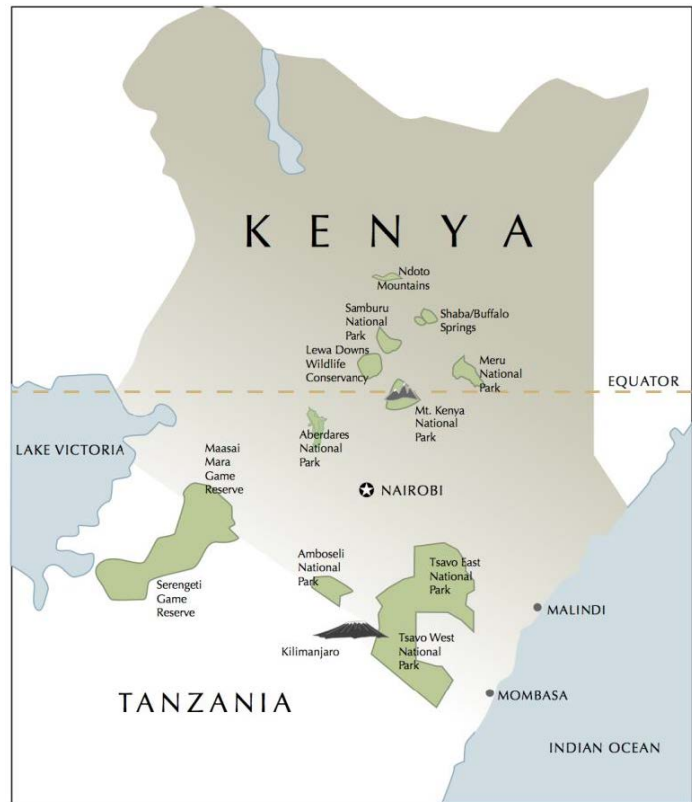 KENYA
Ndoto
Mountains
Samburu
National
Park
Shaba/Buffalo
Springs
Lewa Downs
Wildlife
Conservancy
Meru
National
Park
EQUATOR
Mt. Kenya
National
Park
Aberdares
National
Park
LAKE VICTORIA
Maasai
Mara
Game
Reserve
NAIROBI
Serengeti
Game
Reserve
Amboseli
National
Park
Tsavo East
National
Park
MALINDI
Kilimanjaro
Tsavo West
National
Park
TANZANIA
MOMBASA
INDIAN OCEAN